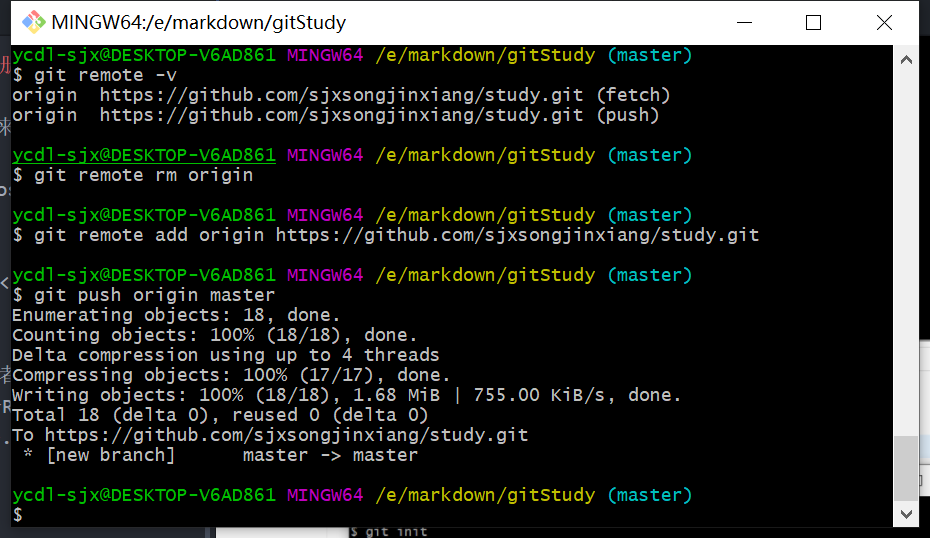 MINGW64:/e/markdown/gitStudy
ycdl-sjx@DESKTOP-V6AD861 MINGW64 /e/markdown/gitStudy (master)
$ git remote -v
origin  https://github.com/sjxsongjinxiang/study.git (fetch)
origin  https://github.com/sjxsongjinxiang/study.git (push)
ycdl-sjx@DESKTOP-V6AD861 MINGW64 /e/markdown/gitStudy (master)
$ git remote rm origin
ycdl-sjx@DESKTOP-V6AD861 MINGW64 /e/markdown/gitStudy (master)
$ git remote add origin https://github.com/sjxsongjinxiang/study.git
ycdl-sjx@DESKTOP-V6AD861 MINGW64 /e/markdown/gitStudy (master)
$ git push origin master
Enumerating objects: 18, done.
Counting objects: 100% (18/18), done.
Delta compression using up to 4 threads
Compressing objects: 100% (17/17), done.
Writing objects: 100% (18/18), 1.68 MiB | 755.00 KiB/s, done.
Total 18 (delta 0), reused 0 (delta 0)
To https://github.com/sjxsongjinxiang/study.git
 * [new branch]      master -> master
ycdl-sjx@DESKTOP-V6AD861 MINGW64 /e/markdown/gitStudy (master)
$
$ git init